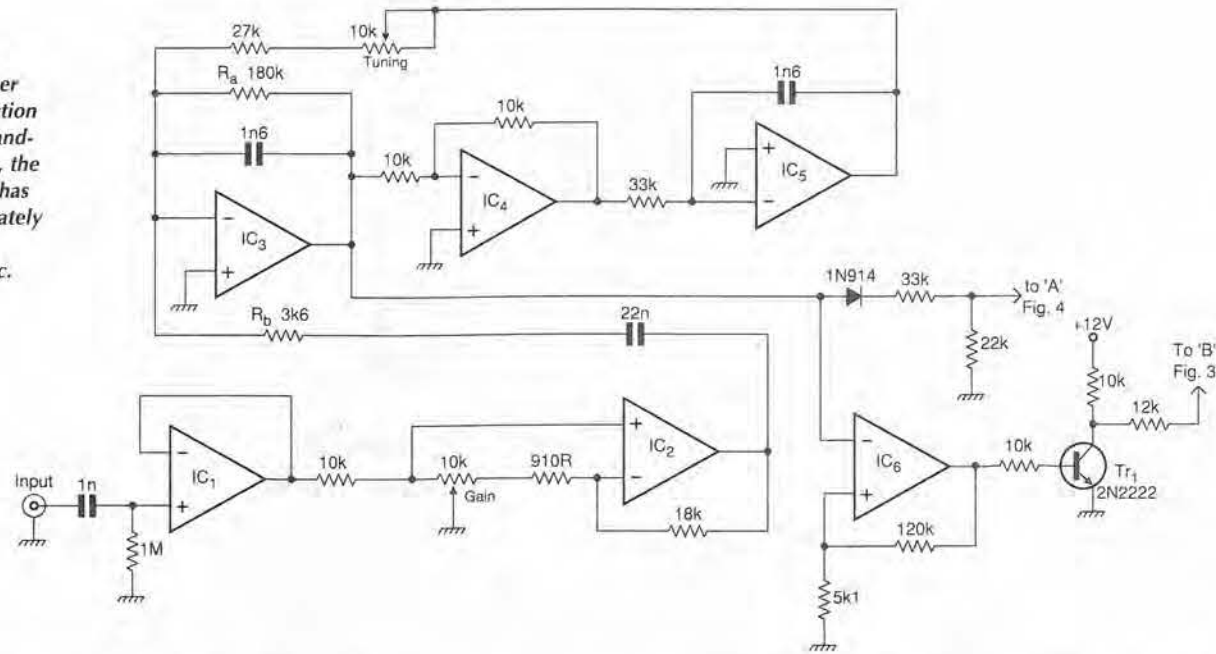 er
ction
and-
, the
has
ately
c.
27k
10k
Tuning
Ra 180k
1n6
10k
10k
IC4
33k
1n6
IC5
IC3
Rb 3k6
22n
1N914
33k
to 'A'
Fig. 4
22k
+12V
10k
To 'B'
Fig. 3
12k
Input
1n
1M
IC1
10k
10k
Gain
910R
IC2
18k
IC6
10k
Tr1
2N2222
120k
5k1